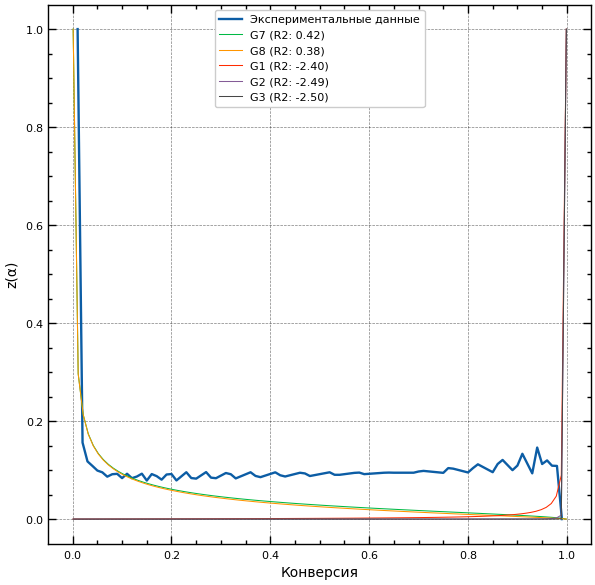 Экспериментальные данные
G7 (R2: 0.42)
G8 (R2: 0.38)
G1 (R2: -2.40)
G2 (R2: -2.49)
G3 (R2: -2.50)
1.0
0.8
0.6
0.4
0.2
0.0
z(α)
0.0 0.2 0.4 0.6 0.8 1.0
Конверсия